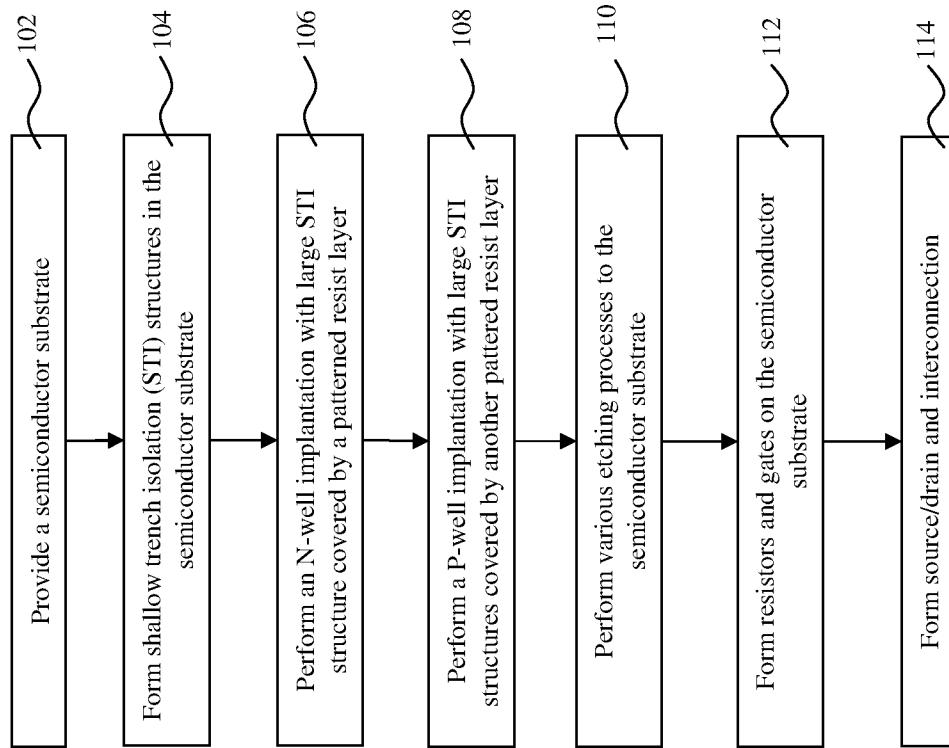 Provide a semiconductor substrate
102
Form shallow trench isolation (STI) structures in the
semiconductor substrate
104
Perform an N-well implantation with large STI
structure covered by a patterned resist layer
106
Perform a P-well implantation with large STI
structures covered by another pattered resist layer
108
Perform various etching processes to the
semiconductor substrate
110
Form resistors and gates on the semiconductor
substrate
112
Form source/drain and interconnection
114